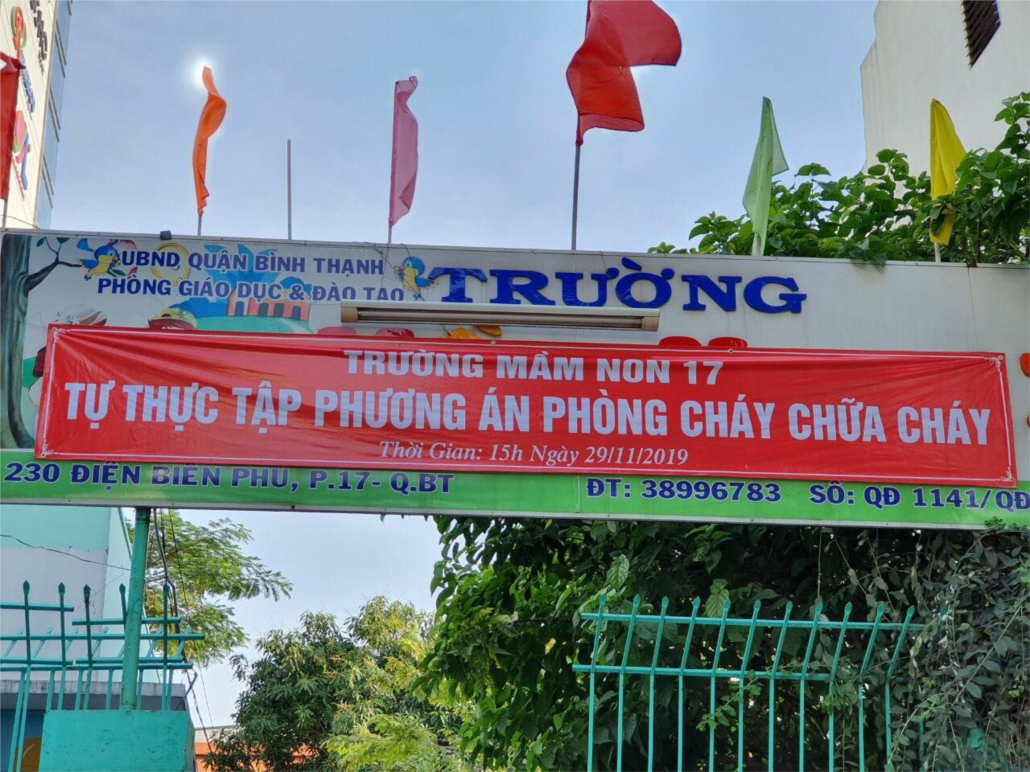 UBND, QUẬN BÌNH THẠNH
PHÒNG GIÁO DỤC & ĐÀO TẠO
TRƯỜNG
TRƯỜNG MẦM NON 17
TỰ THỰC TẬP PHƯƠNG ÁN PHÒNG CHÁY CHỮA CHÁY
Thời Gian: 15h Ngày 29/11/2019
230 ĐIỆN BIÊN PHỦ, P.17- Q.BT
ĐT: 38996783
SỐ: QĐ 1141/QĐ